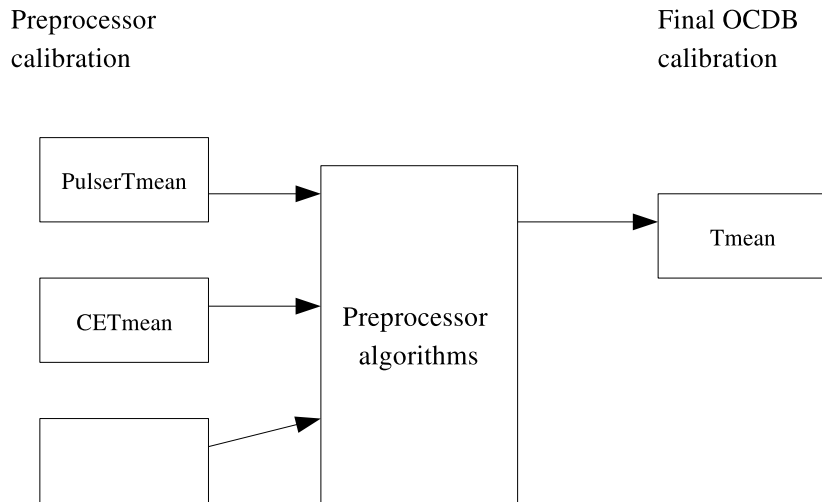 Preprocessor
calibration
Final OCDB
calibration
PulserTmean
CETmean
Preprocessor
algorithms
Tmean